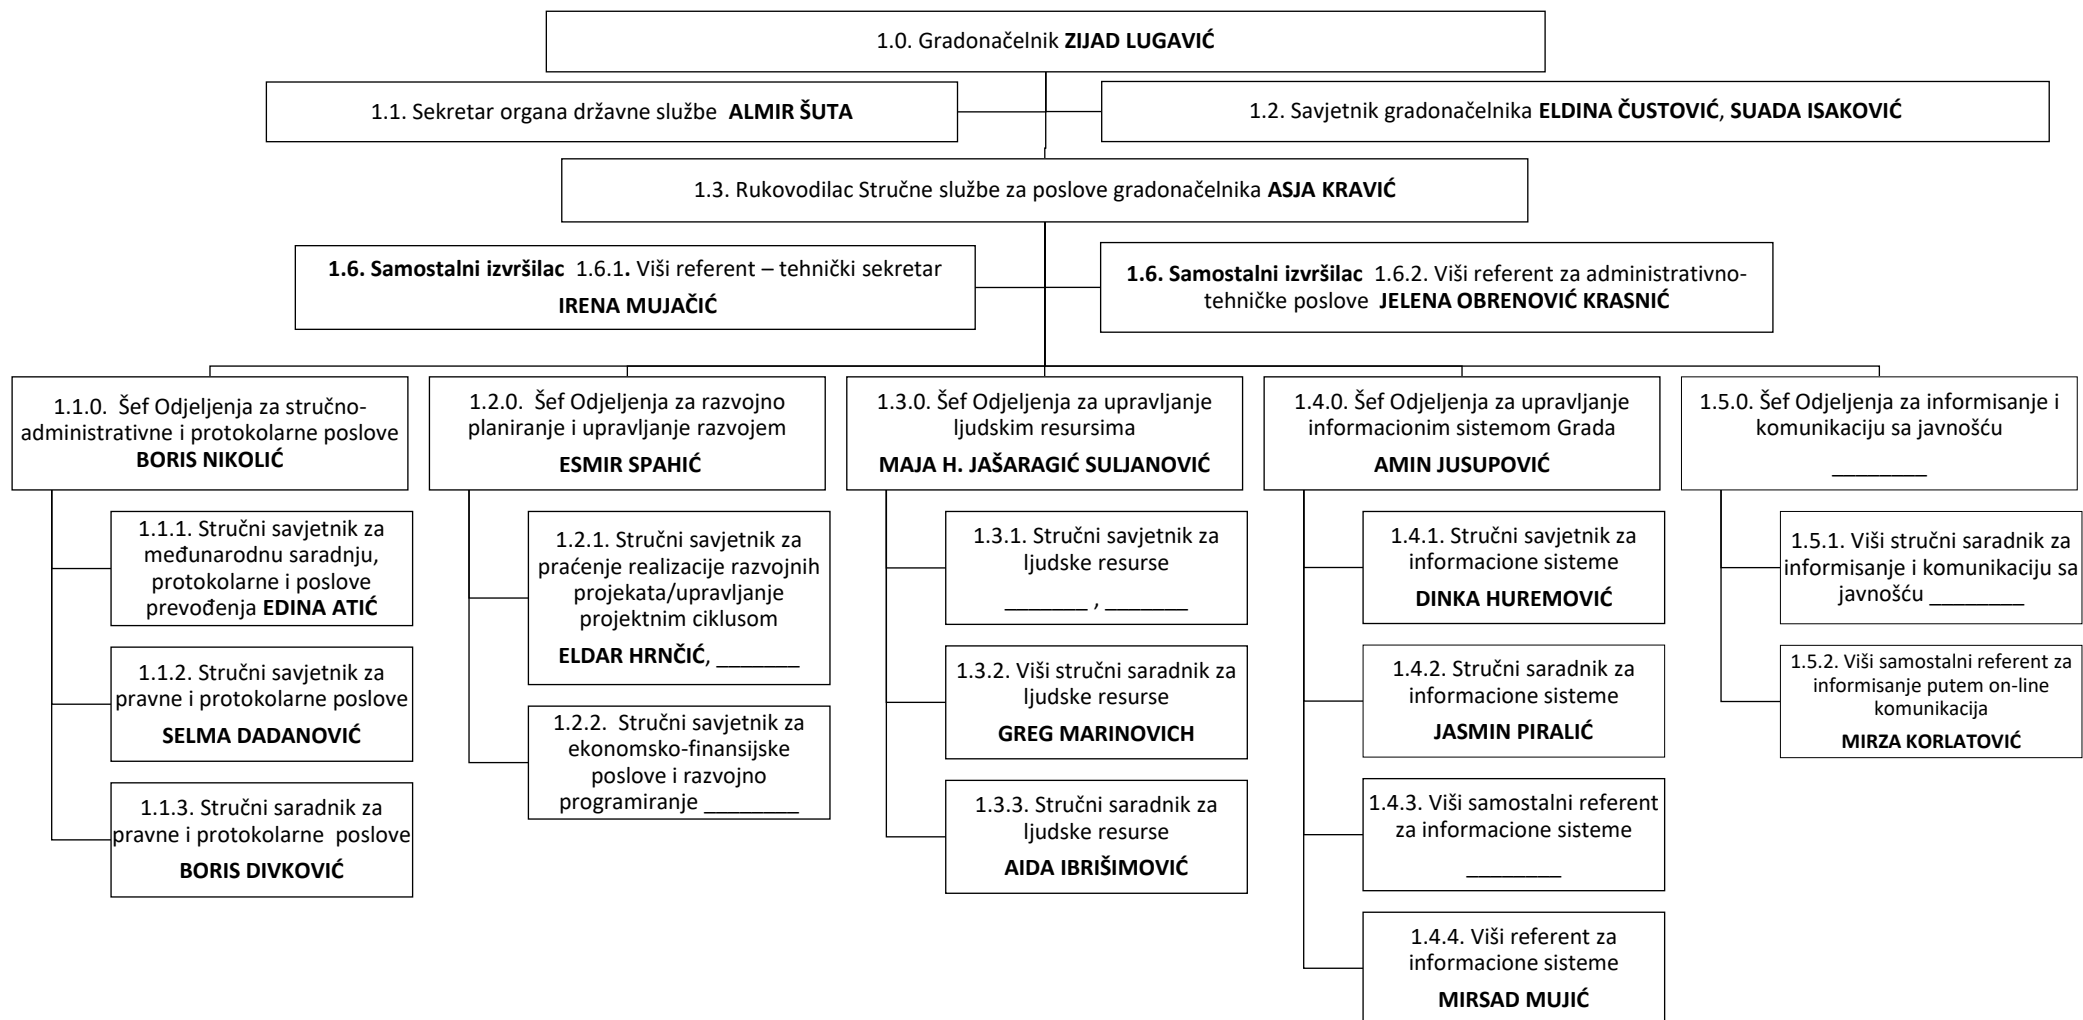 1.0. Gradonačelnik ZIJAD LUGAVIĆ
1.1. Sekretar organa državne službe ALMIR ŠUTA
1.2. Savjetnik gradonačelnika ELDINA ČUSTOVIĆ, SUADA ISAKOVIĆ
1.3. Rukovodilac Stručne službe za poslove gradonačelnika ASJA KRAVIĆ
1.6. Samostalni izvršilac 1.6.1. Viši referent – tehnički sekretar
IRENA MUJAČIĆ
1.6. Samostalni izvršilac 1.6.2. Viši referent za administrativno-
tehničke poslove JELENA OBRENOVIĆ KRASNIĆ
1.1.0. Šef Odjeljenja za stručno-
administrativne i protokolarne poslove
BORIS NIKOLIĆ
1.1.1. Stručni savjetnik za
međunarodnu saradnju,
protokolarne i poslove
prevođenja EDINA ATIĆ
1.1.2. Stručni savjetnik za
pravne i protokolarne poslove
SELMA DADANOVIĆ
1.1.3. Stručni saradnik za
pravne i protokolarne poslove
BORIS DIVKOVIĆ
1.2.0. Šef Odjeljenja za razvojno
planiranje i upravljanje razvojem
ESMIR SPAHIĆ
1.2.1. Stručni savjetnik za
praćenje realizacije razvojnih
projekata/upravljanje
projektnim ciklusom
ELDAR HRNČIĆ, _______
1.2.2. Stručni savjetnik za
ekonomsko-finansijske
poslove i razvojno
programiranje ________
1.3.0. Šef Odjeljenja za upravljanje
ljudskim resursima
MAJA H. JAŠARAGIĆ SULJANOVIĆ
1.3.1. Stručni savjetnik za
ljudske resurse
_______ , _______
1.3.2. Viši stručni saradnik za
ljudske resurse
GREG MARINOVICH
1.3.3. Stručni saradnik za
ljudske resurse
AIDA IBRIŠIMOVIĆ
1.4.0. Šef Odjeljenja za upravljanje
informacionim sistemom Grada
AMIN JUSUPOVIĆ
1.4.1. Stručni savjetnik za
informacione sisteme
DINKA HUREMOVIĆ
1.4.2. Stručni saradnik za
informacione sisteme
JASMIN PIRALIĆ
1.4.3. Viši samostalni referent
za informacione sisteme
________
1.4.4. Viši referent za
informacione sisteme
MIRSAD MUJIĆ
1.5.0. Šef Odjeljenja za informisanje i
komunikaciju sa javnošću
________
1.5.1. Viši stručni saradnik za
informisanje i komunikaciju sa
javnošću ________
1.5.2. Viši samostalni referent za
informisanje putem on-line
komunikacija
MIRZA KORLATOVIĆ